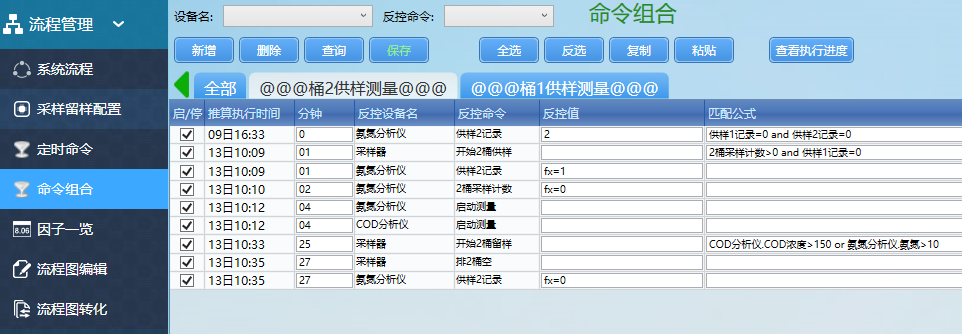 流程管理
系统流程
采样留样配置
定时命令
命令组合
8.06 因子一览
流程图编辑
流程图转化
设备名: 反控命令: 命令组合
新增 删除 查询 保存 全选 反选 复制 粘贴 查看执行进度
全部 @@@桶2供样测量@@@ @@@桶1供样测量@@@
启/停 推算执行时间 分钟 反控设备名 反控命令 反控值 匹配公式
09日16:33 0 氨氮分析仪 供样2记录 2 供样1记录=0 and 供样2记录=0
13日10:09 01 采样器 开始2桶供样 2桶采样计数>0 and 供样1记录=0
13日10:09 01 氨氮分析仪 供样2记录 fx=1
13日10:10 02 氨氮分析仪 2桶采样计数 fx=0
13日10:12 04 氨氮分析仪 启动测量
13日10:12 04 COD分析仪 启动测量
13日10:33 25 采样器 开始2桶留样 COD分析仪.COD浓度>150 or 氨氮分析仪.氨氮>10
13日10:35 27 采样器 排2桶空
13日10:35 27 氨氮分析仪 供样2记录 fx=0